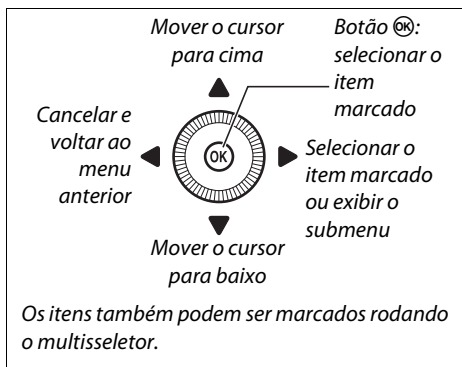 Mover o cursor
para cima
Botão OK:
selecionar o
item
marcado
Cancelar e
voltar ao
menu
anterior
OK
Selecionar o
item marcado
ou exibir o
submenu
Mover o cursor
para baixo
Os itens também podem ser marcados rodando
o multisseletor.